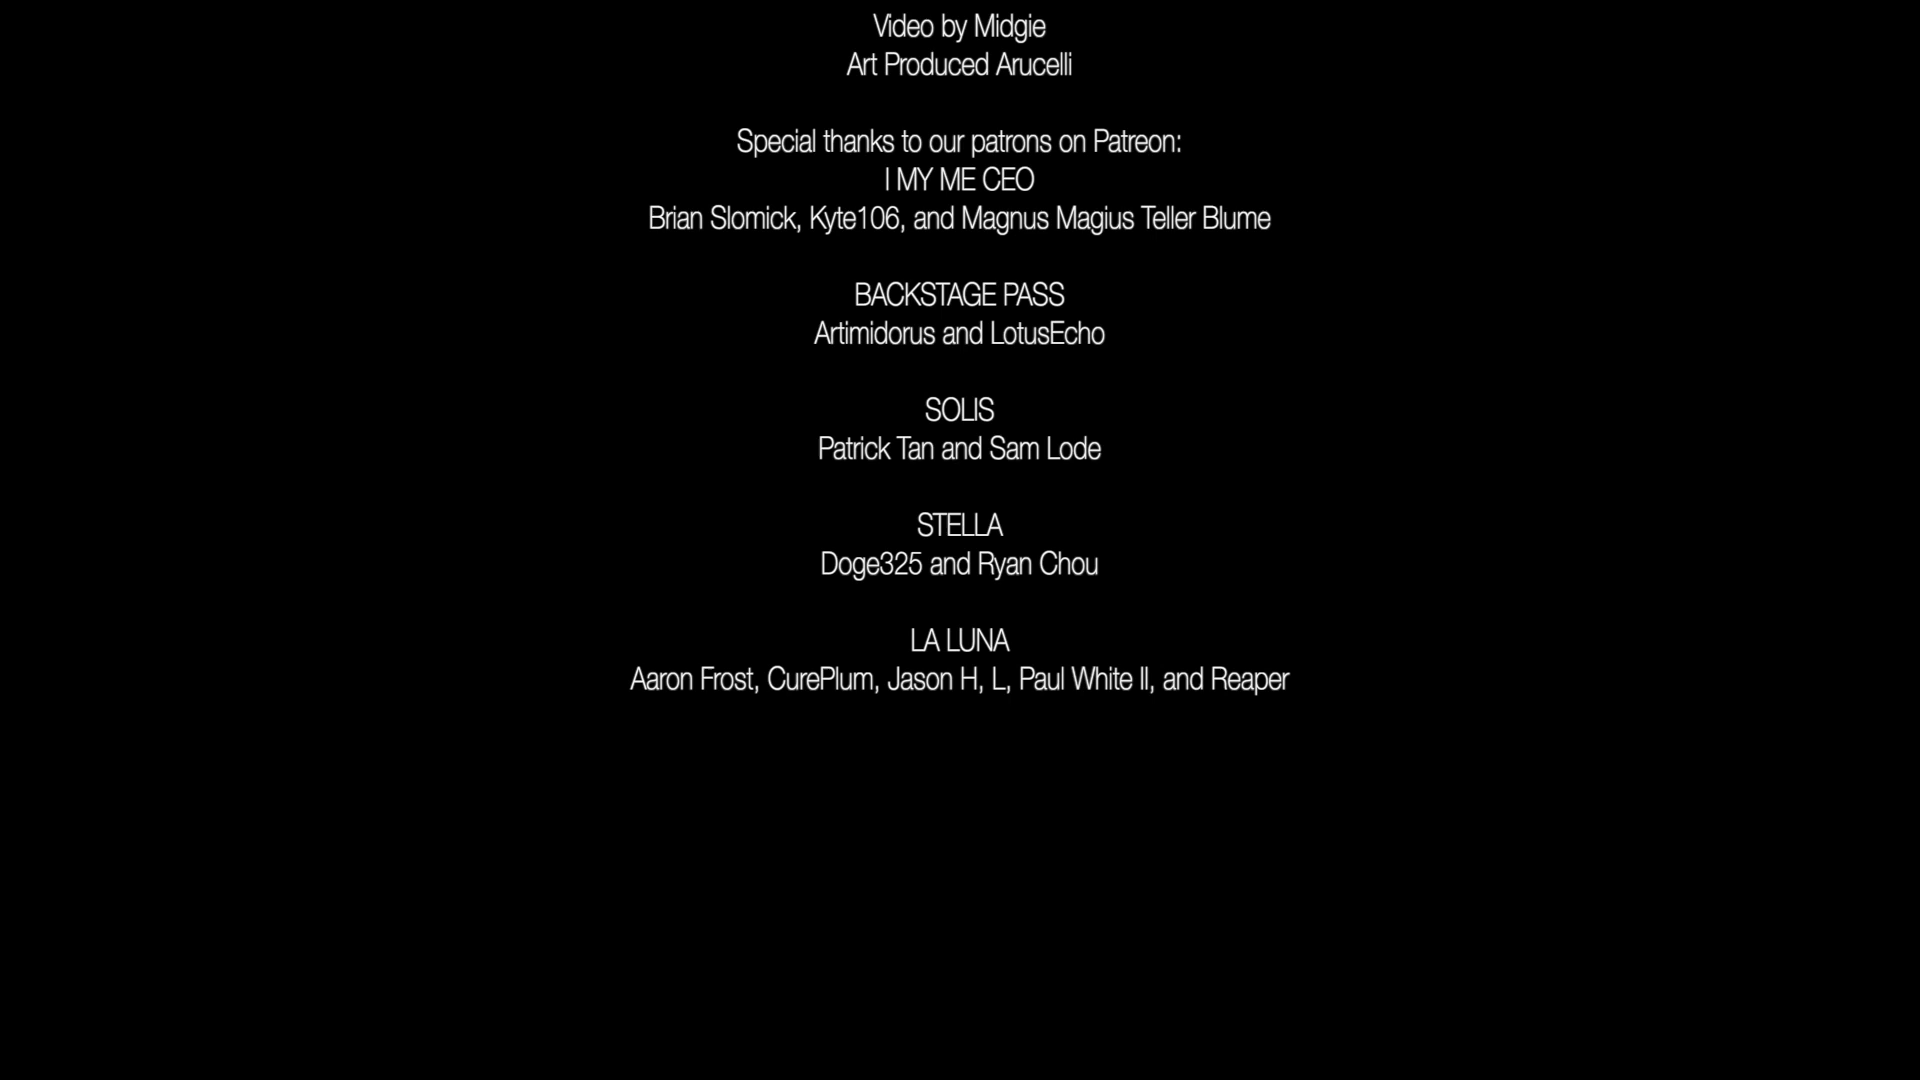 Video by Midgie
Art Produced Arucelli
Special thanks to our patrons on Patreon:
I MY ME CEO
Brian Slomick, Kyte106, and Magnus Magius Teller Blume
BACKSTAGE PASS
Artimidorus and LotusEcho
SOLIS
Patrick Tan and Sam Lode
STELLA
Doge325 and Ryan Chou
LA LUNA
Aaron Frost, CurePlum, Jason H, L, Paul White II, and Reaper